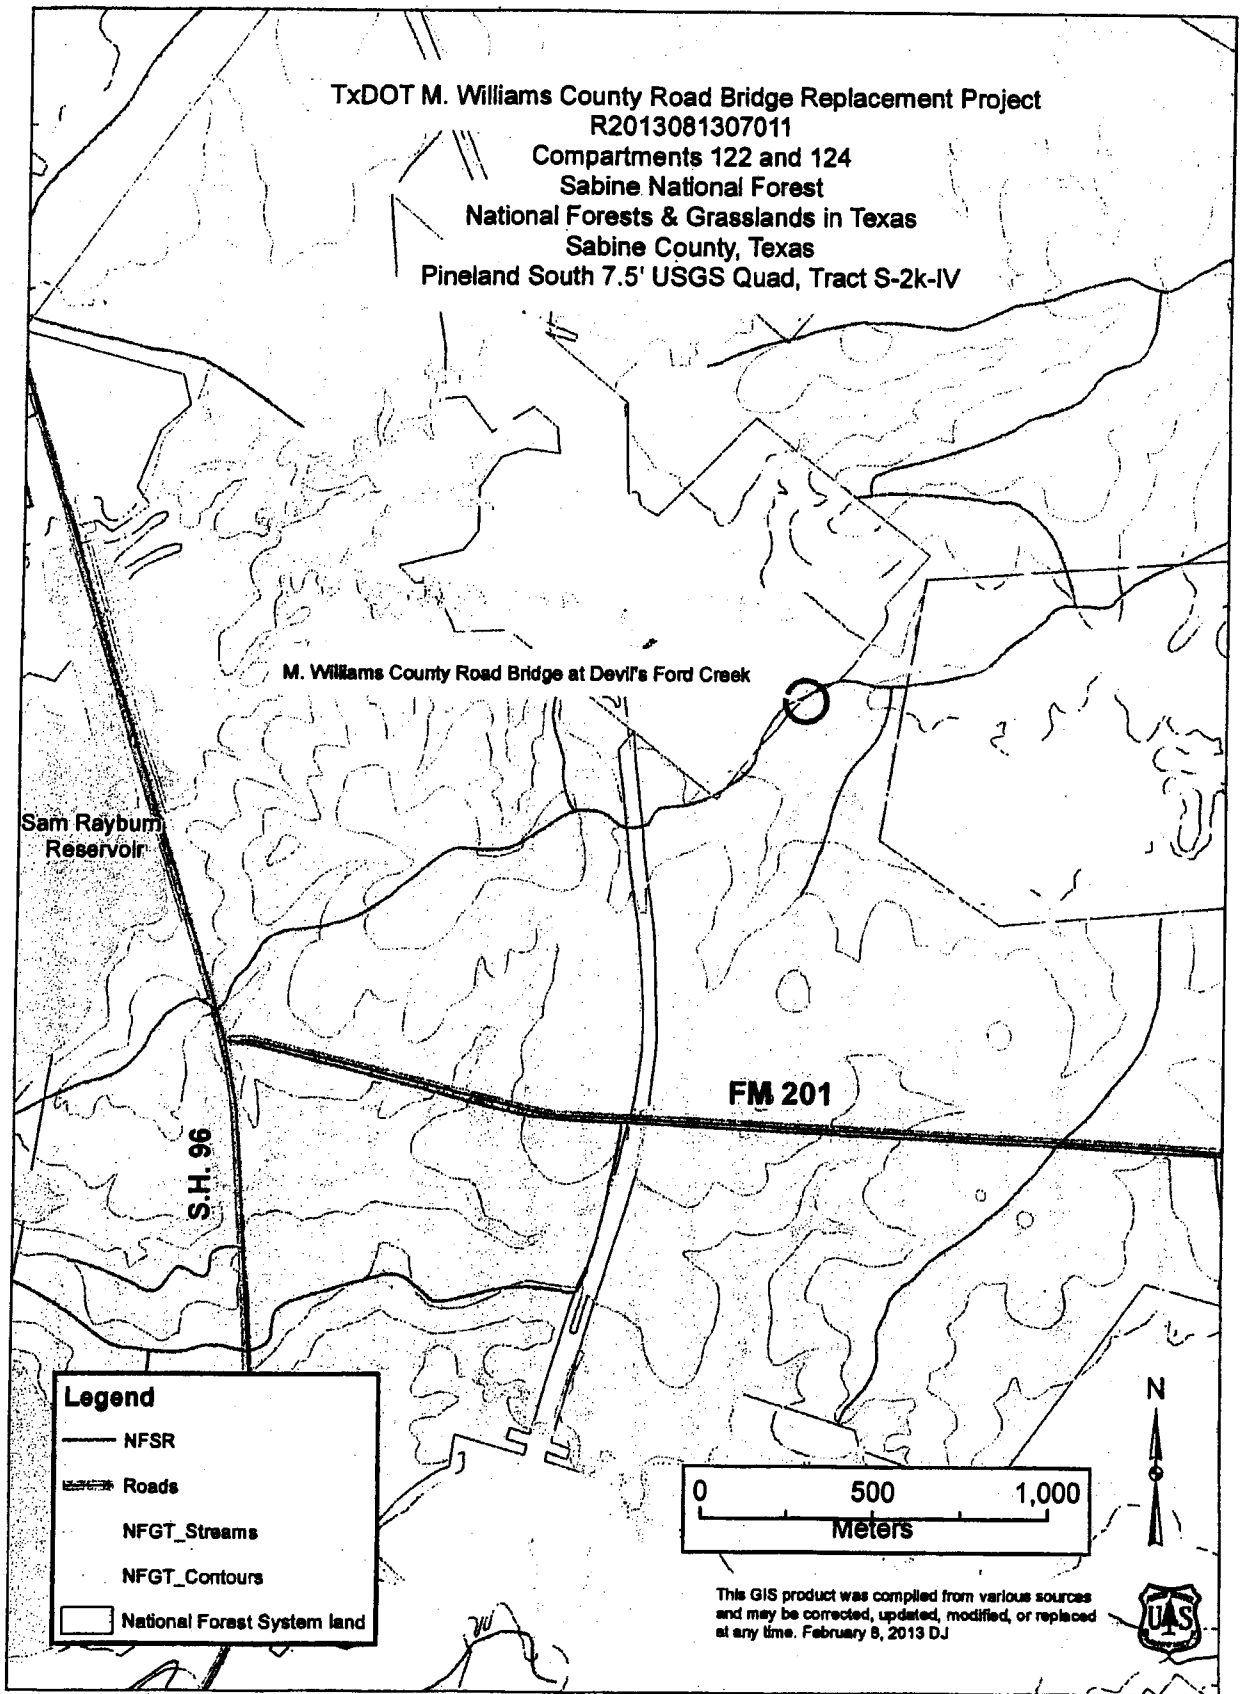 TxDOT M. Williams County Road Bridge Replacement Project
R2013081307011
Compartments 122 and 124
Sabine National Forest
National Forests & Grasslands in Texas
Sabine County, Texas
Pineland South 7.5' USGS Quad, Tract S-2k-IV
M. Williams County Road Bridge at Devil's Ford Creek
Sam Rayburn
Reservoir
FM 201
S.H. 96
Legend
NFSR
Roads
NFGT_Streams
NFGT_Contours
National Forest System land
N
0 500 1,000
Meters
This GIS product was compiled from various sources
and may be corrected, updated, modified, or replaced
at any time. February 8, 2013 DJ
US